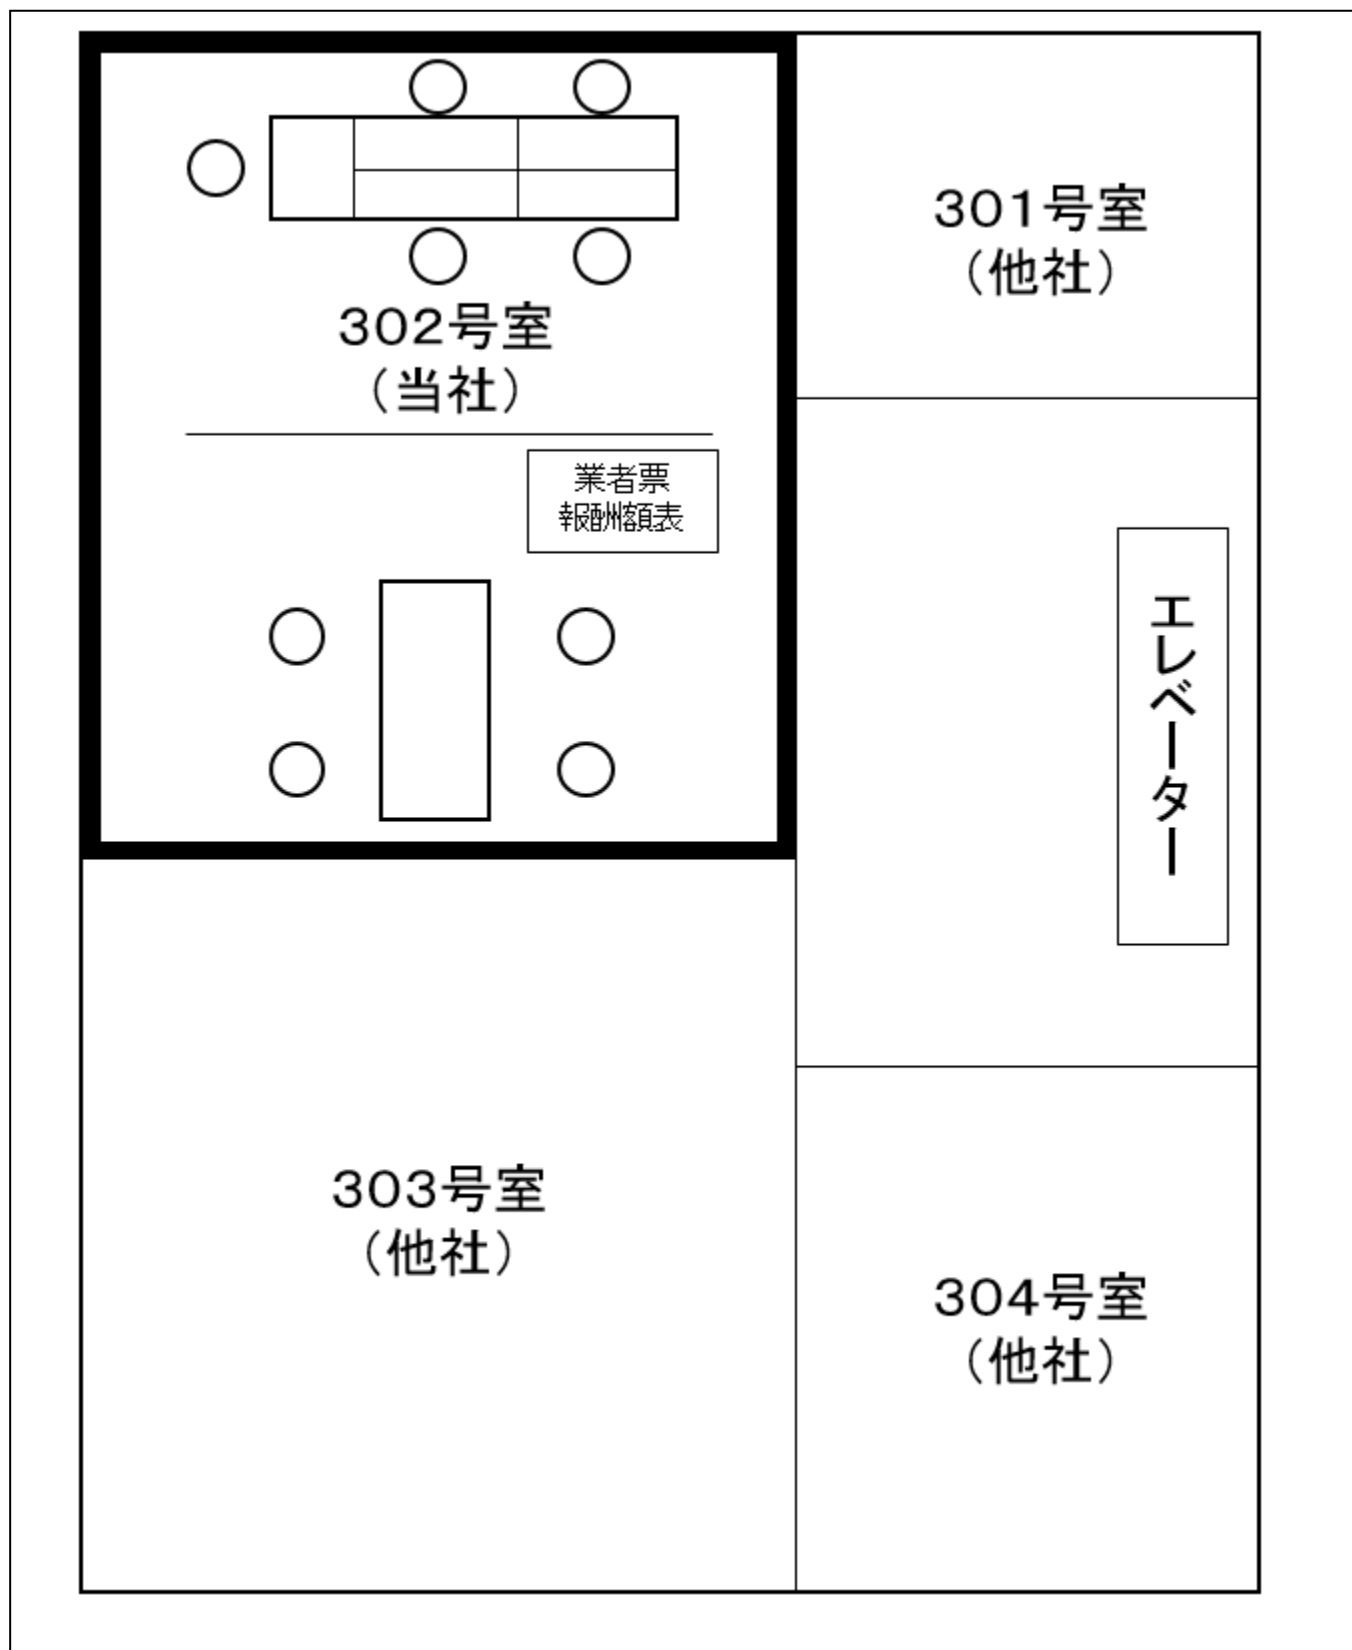 301号室
（他社）
302号室
（当社）
業者票
報酬額表
エレベーター
303号室
（他社）
304号室
（他社）